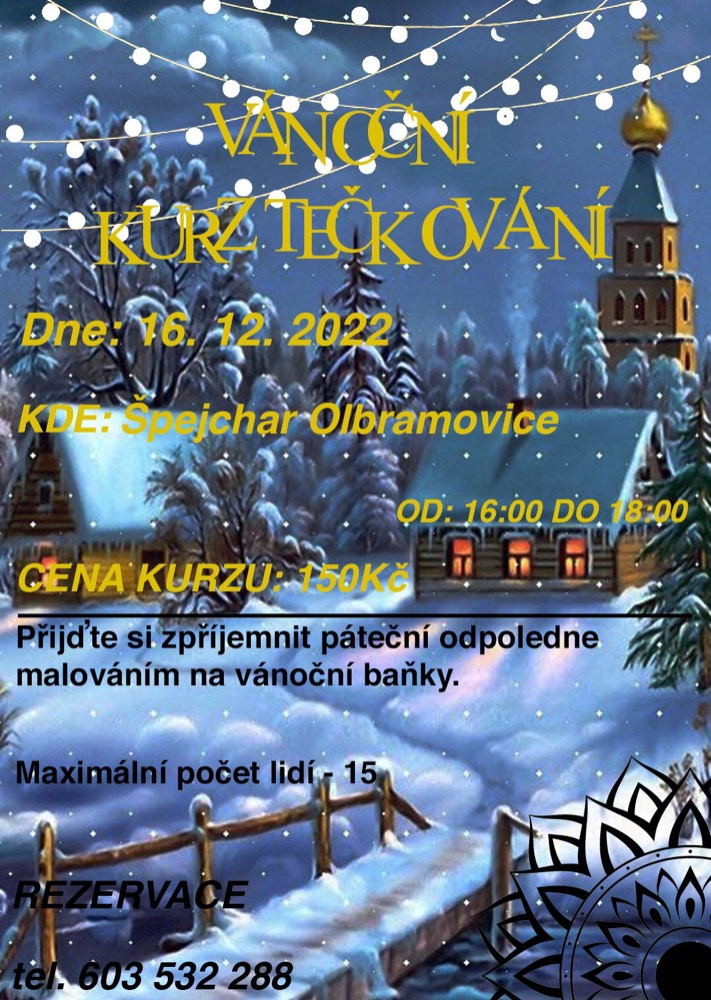 VÁNOČNÍ
KURZ TEČKOVÁNÍ
Dne: 16. 12. 2022
KDE: Špejchar Olbramovice
OD: 16:00 DO 18:00
CENA KURZU: 150Kč
Přijďte si zpříjemnit páteční odpoledne
malováním na vánoční baňky.
Maximální počet lidí - 15
REZERVACE
tel. 603 532 288